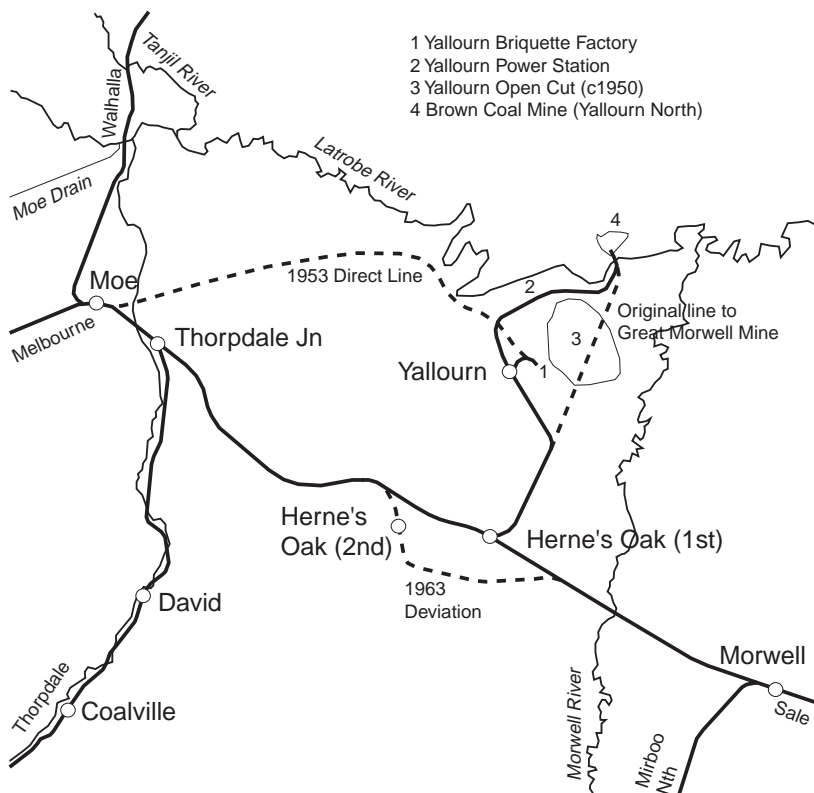 1 Yallourn Briquette Factory
2 Yallourn Power Station
3 Yallourn Open Cut (c1950)
4 Brown Coal Mine (Yallourn North)
Tanjil River
Walhalla
Latrobe River
Moe Drain
4
Moe
1953 Direct Line
2
Original line to
Great Morwell Mine
Melbourne
Thorpdale Jn
3
Yallourn
1
Herne's
Oak (2nd)
Herne's Oak (1st)
1963
Deviation
David
Thorpdale
Coalville
Morwell
Sale
Morwell River
Mirboo
Nth